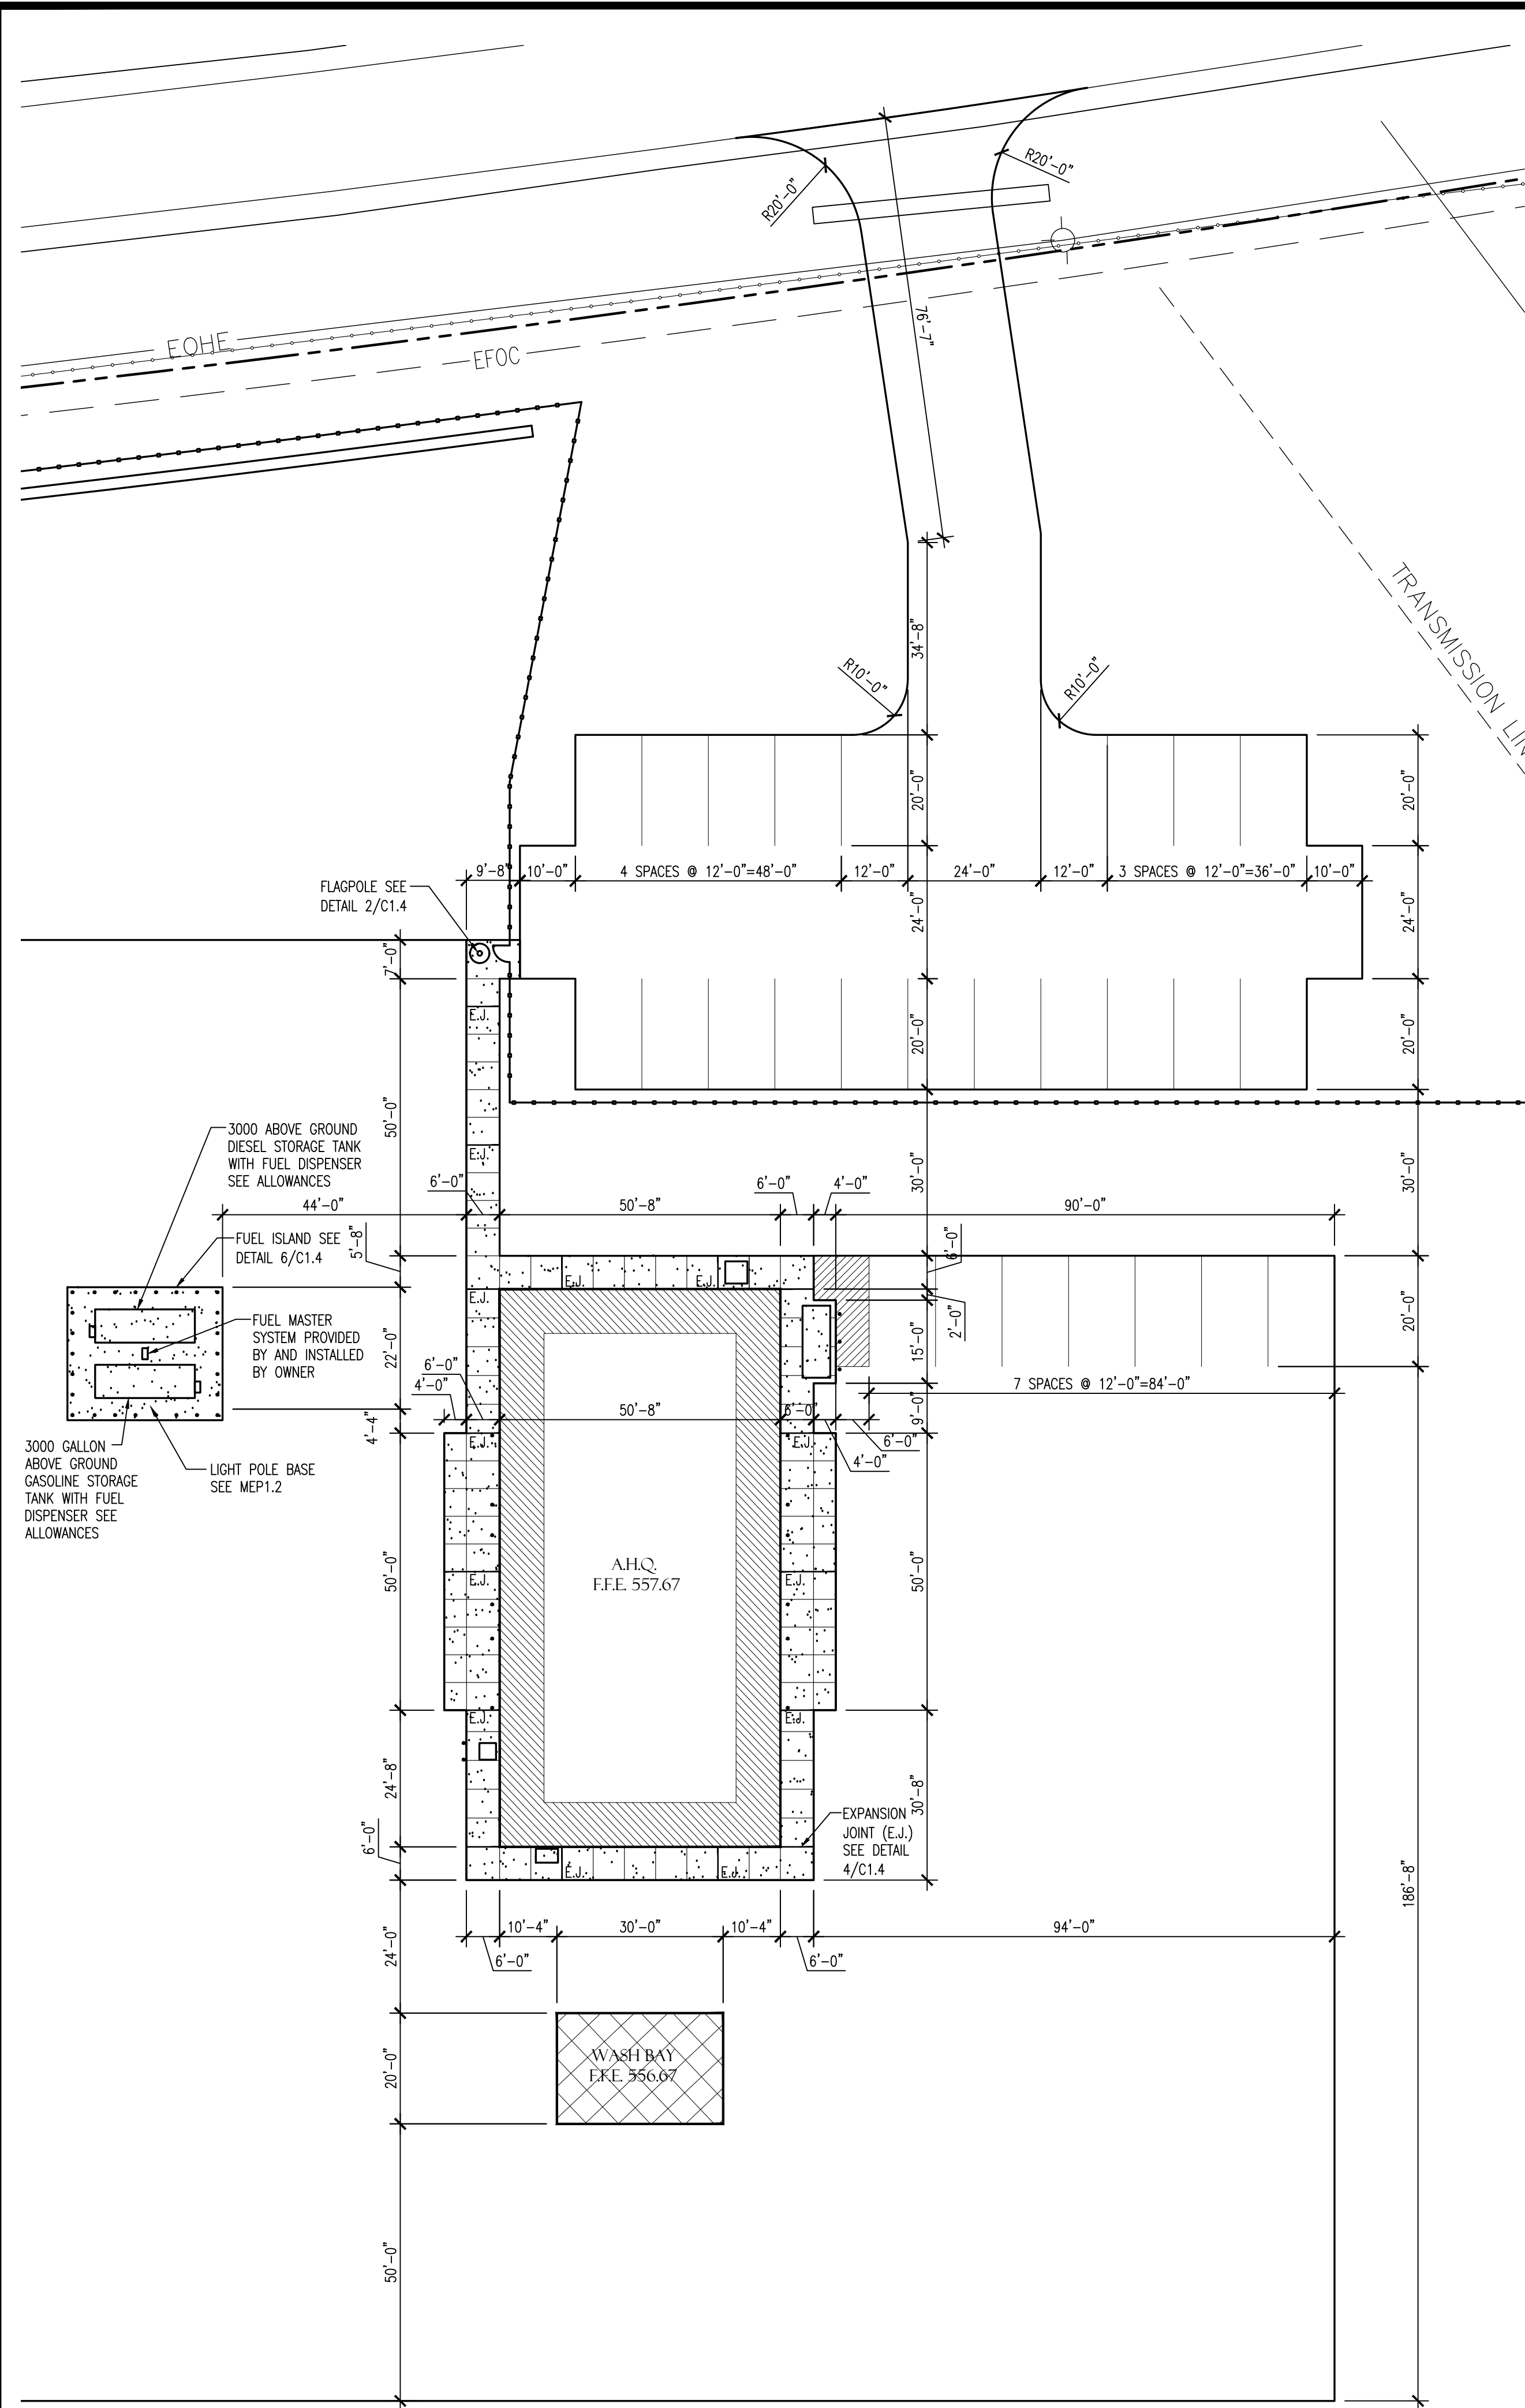 R20'-0"
R20'-0"
76'-7"
EOHE
EFOC
TRANSMISSION
34'-8"
R10'-0"
R10'-0"
20'-0"
20'-0"
9'-8"
10'-0"
4 SPACES @ 12'-0"=48'-0"
12'-0"
24'-0"
12'-0"
3 SPACES @ 12'-0"=36'-0"
10'-0"
FLAGPOLE SEE
DETAIL 2/C1.4
24'-0"
24'-0"
7'-0"
E.J.
20'-0"
20'-0"
50'-0"
3000 ABOVE GROUND
DIESEL STORAGE TANK
WITH FUEL DISPENSER
SEE ALLOWANCES
E.J.
30'-0"
30'-0"
6'-0"
6'-0"
4'-0"
44'-0"
50'-8"
90'-0"
FUEL ISLAND SEE
DETAIL 6/C1.4
5'-8"
6'-0"
E.J.
E.J.
E.J.
FUEL MASTER
SYSTEM PROVIDED
BY AND INSTALLED
BY OWNER
22'-0"
2'-0"
15'-0"
20'-0"
6'-0"
4'-0"
7 SPACES @ 12'-0"=84'-0"
50'-8"
6'-0"
9'-0"
4'-4"
E.J.
E.J.
6'-0"
4'-0"
3000 GALLON
ABOVE GROUND
GASOLINE STORAGE
TANK WITH FUEL
DISPENSER SEE
ALLOWANCES
LIGHT POLE BASE
SEE MEP1.2
A.H.Q.
F.F.E. 557.67
50'-0"
E.J.
E.J.
50'-0"
E.J.
E.J.
24'-8"
30'-8"
EXPANSION
JOINT (E.J.)
SEE DETAIL
4/C1.4
6'-0"
E.J.
E.J.
186'-8"
10'-4"
30'-0"
10'-4"
94'-0"
24'-0"
6'-0"
6'-0"
WASH BAY
F.F.E. 556.67
20'-0"
50'-0"